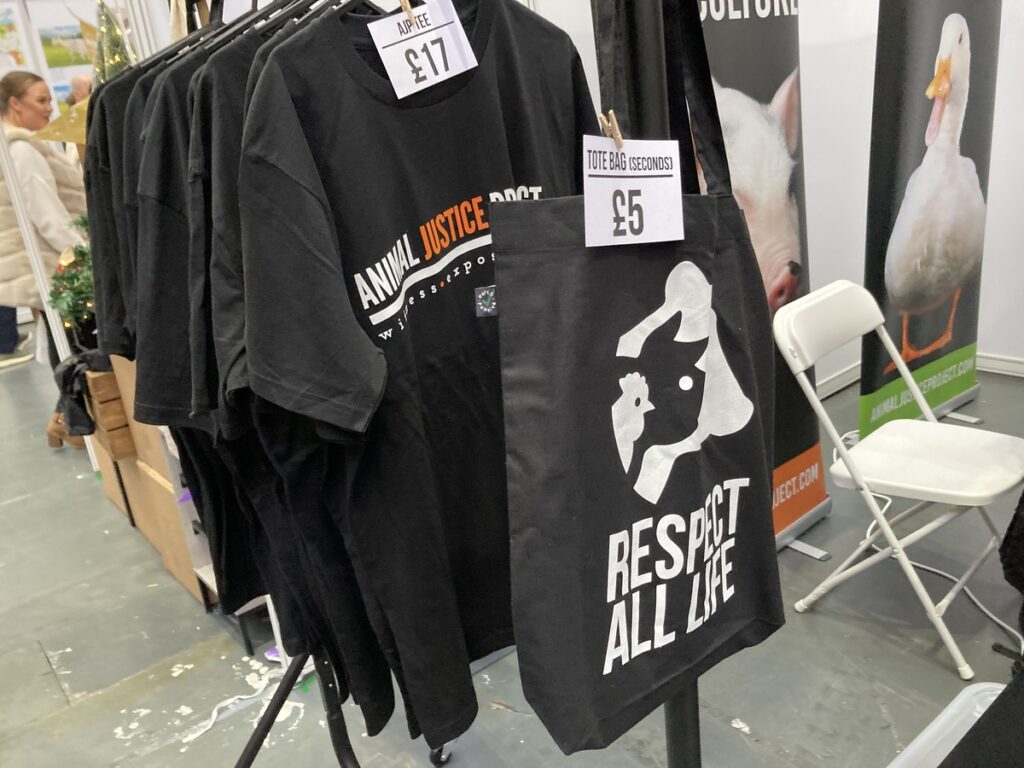 AJP TEE
£17
ANIMAL JUSTICE
TOTE BAG (SECONDS)
£5
RESPECT
ALL LIFE